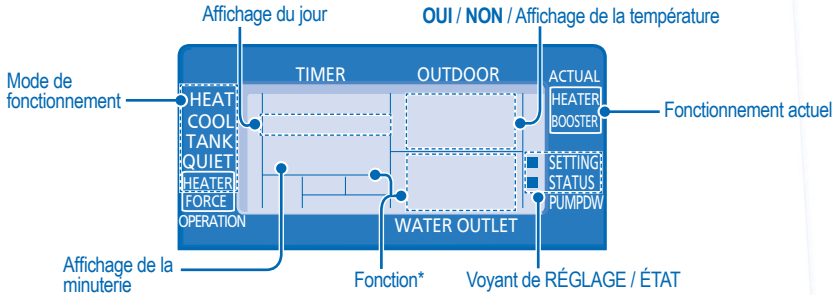 Affichage du jour
OUI / NON / Affichage de la température
Mode de
fonctionnement
TIMER
OUTDOOR
ACTUAL
HEAT
COOL
TANK
QUIET
HEATER
FORCE
OPERATION
HEATER
BOOSTER
Fonctionnement actuel
SETTING
STATUS
PUMPDW
WATER OUTLET
Affichage de la
minuterie
Fonction*
Voyant de RÉGLAGE / ÉTAT